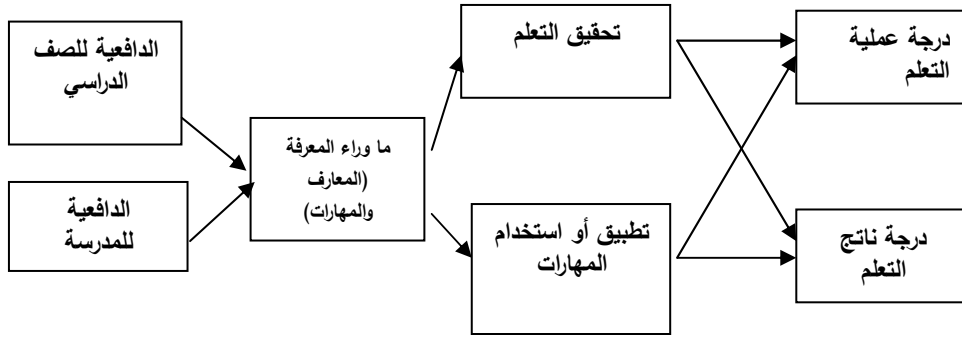 الدافعية للصف
الدراسي
الدافعية
للمدرسة
ما وراء المعرفة
(المعارف
والمهارات)
تحقيق التعلم
تطبيق أو استخدام
المهارات
درجة عملية
التعلم
درجة ناتج
التعلم